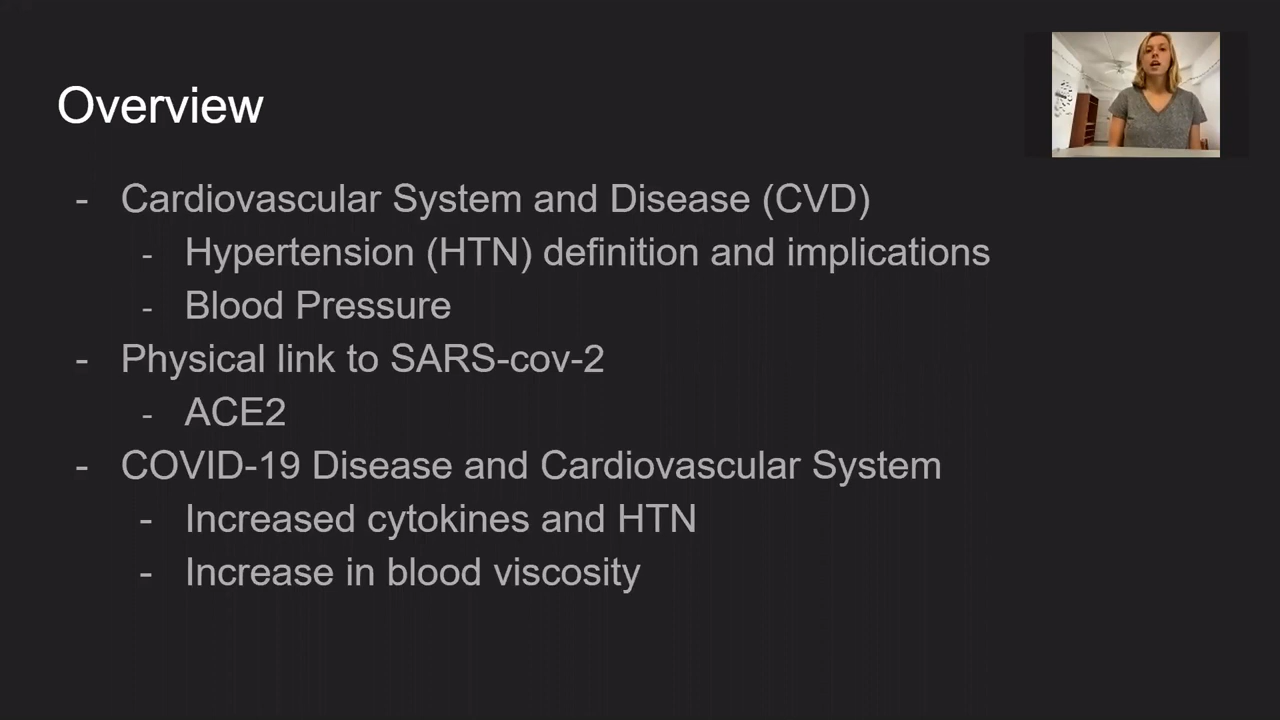 Overview
- Cardiovascular System and Disease (CVD)
- Hypertension (HTN) definition and implications
- Blood Pressure
- Physical link to SARS-cov-2
- ACE2
- COVID-19 Disease and Cardiovascular System
- Increased cytokines and HTN
- Increase in blood viscosity